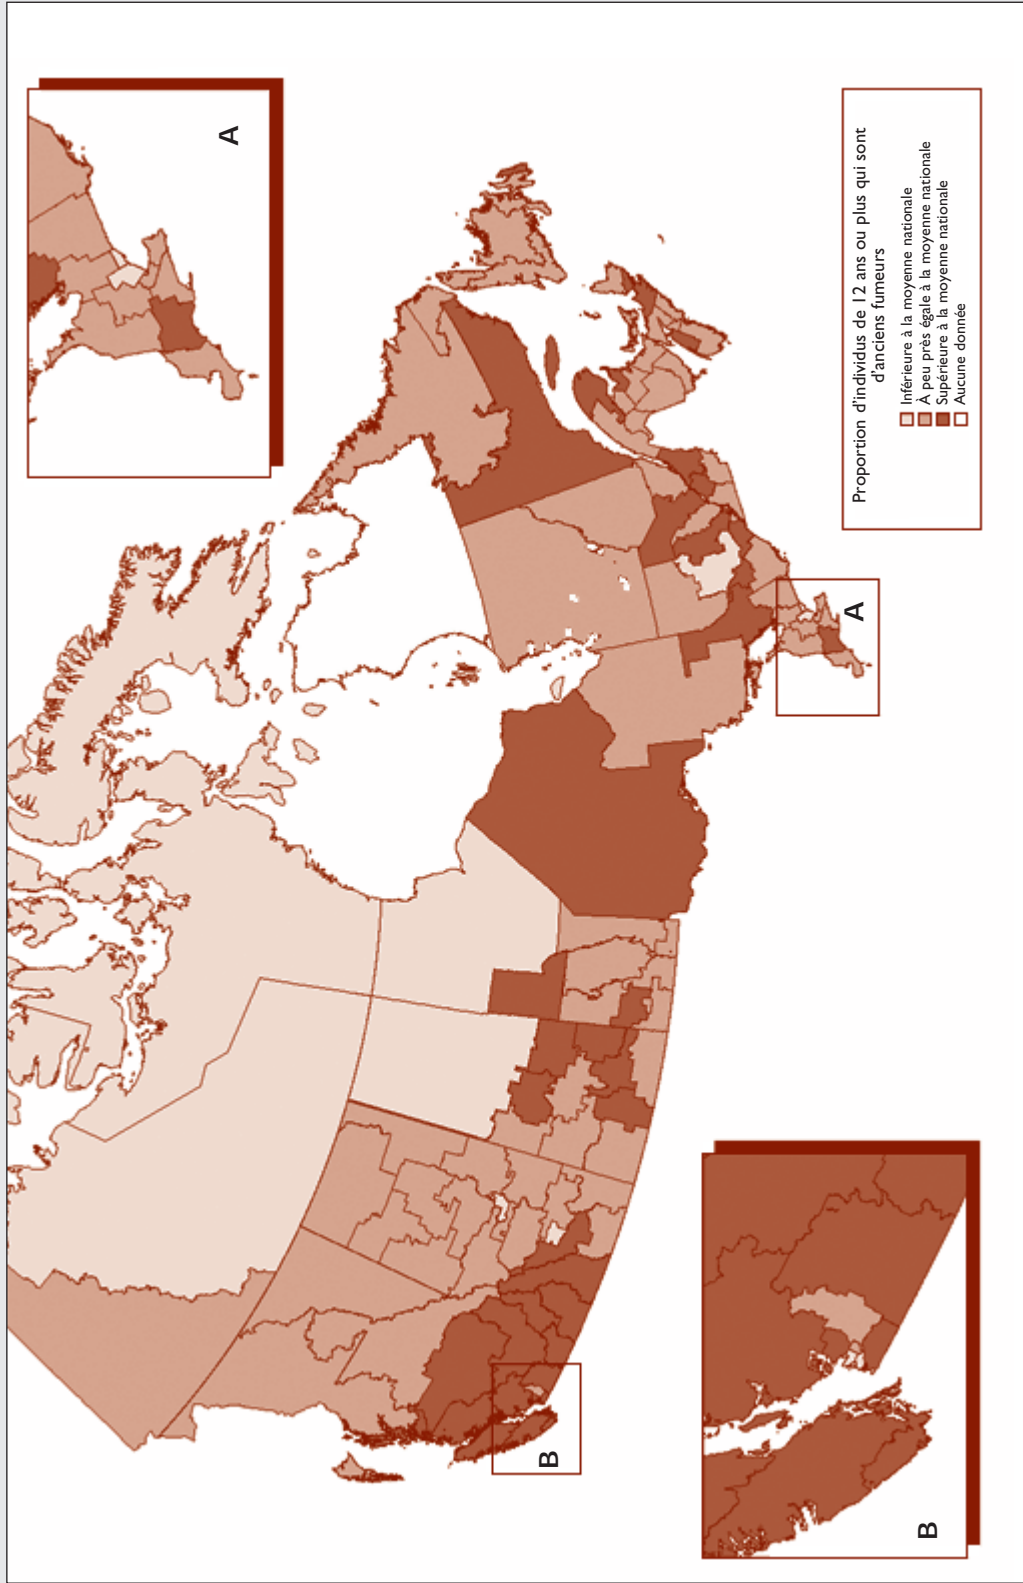 A
Proportion d'individus de 12 ans ou plus qui sont
d'anciens fumeurs
Inférieure à la moyenne nationale
À peu près égale à la moyenne nationale
Supérieure à la moyenne nationale
Aucune donnée
A
B
B